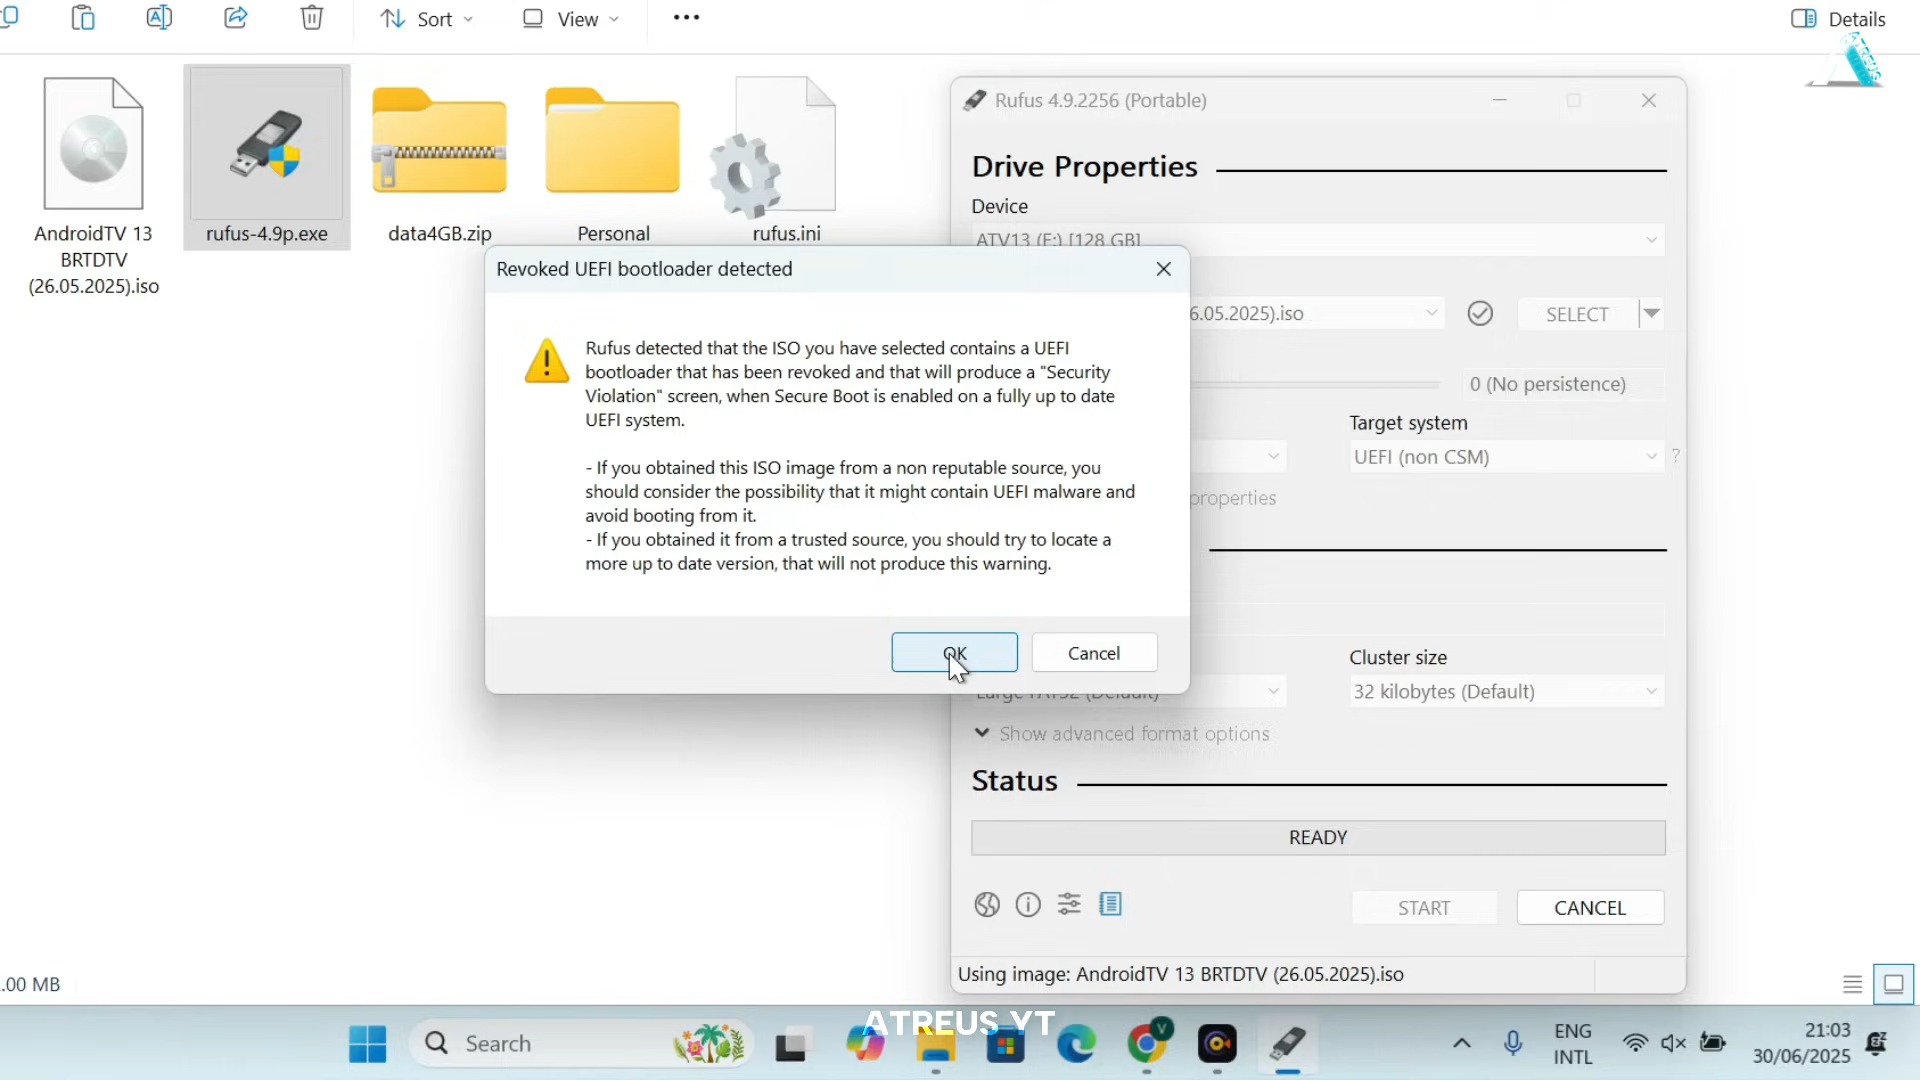 Sort
View
Details
ATREUS
AndroidTV 13
BRTDTV
(26.05.2025).iso
rufus-4.9p.exe
data4GB.zip
Personal
rufus.ini
Rufus 4.9.2256 (Portable)
Drive Properties
Device
ATV13 (E:) [128 GB]
6.05.2025).iso
SELECT
0 (No persistence)
Target system
UEFI (non CSM)
?
properties
Revoked UEFI bootloader detected
Rufus detected that the ISO you have selected contains a UEFI
bootloader that has been revoked and that will produce a "Security
Violation" screen, when Secure Boot is enabled on a fully up to date
UEFI system.
- If you obtained this ISO image from a non reputable source, you
should consider the possibility that it might contain UEFI malware and
avoid booting from it.
- If you obtained it from a trusted source, you should try to locate a
more up to date version, that will not produce this warning.
OK
Cancel
Cluster size
Large FAT32 (Default)
32 kilobytes (Default)
Show advanced format options
Status
READY
START
CANCEL
Using image: AndroidTV 13 BRTDTV (26.05.2025).iso
.00 MB
ATREUS YT
Search
V
ENG
INTL
21:03
30/06/2025